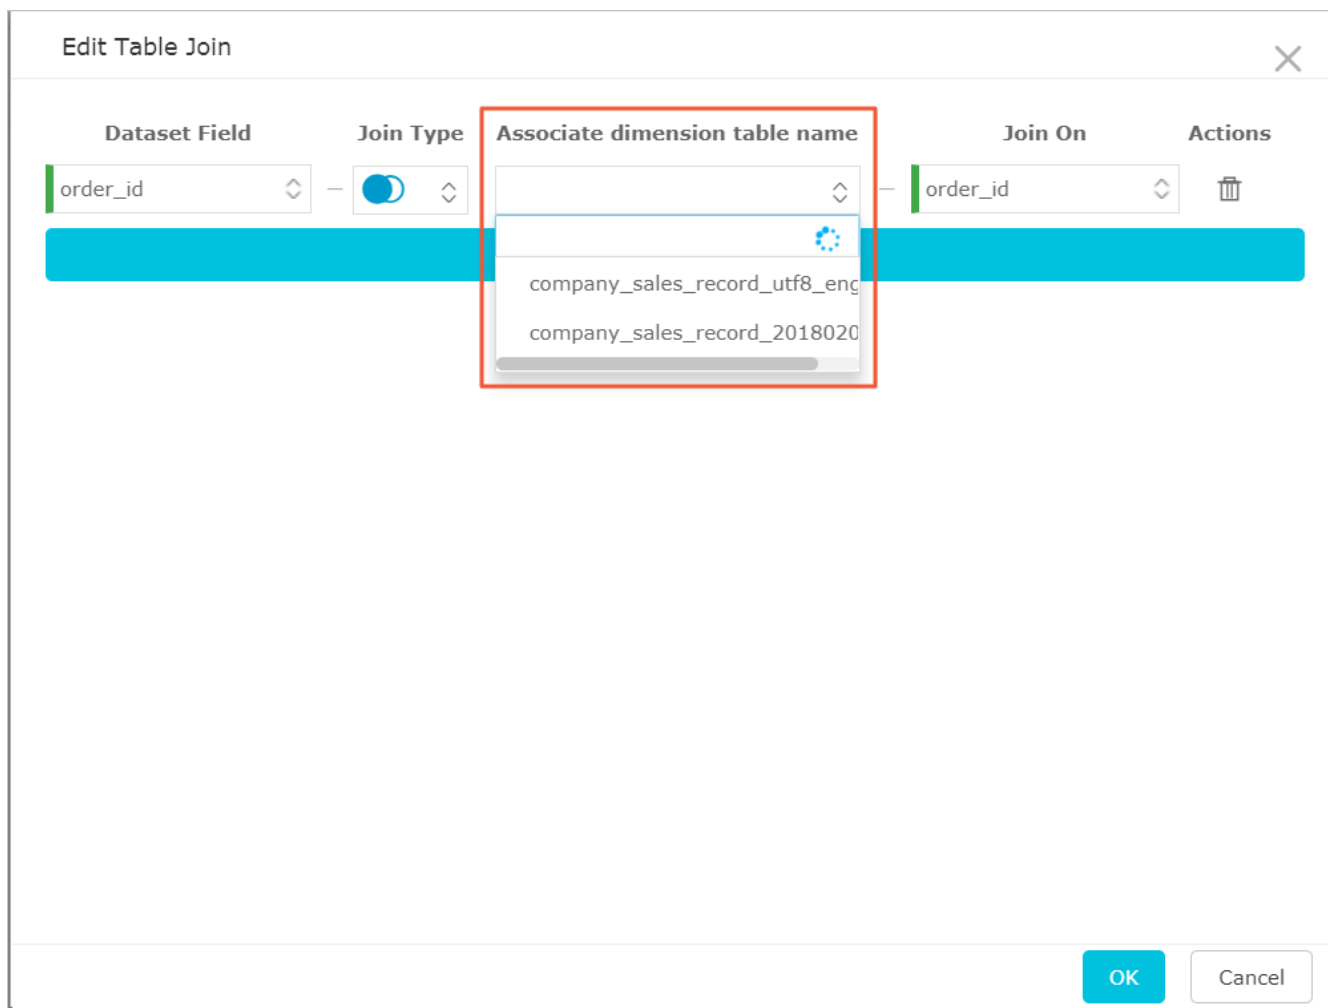 Edit Table Join
Dataset Field Join Type Associate dimension table name Join On Actions
order_id order_id
company_sales_record_utf8_eng
company_sales_record_2018020
OK Cancel